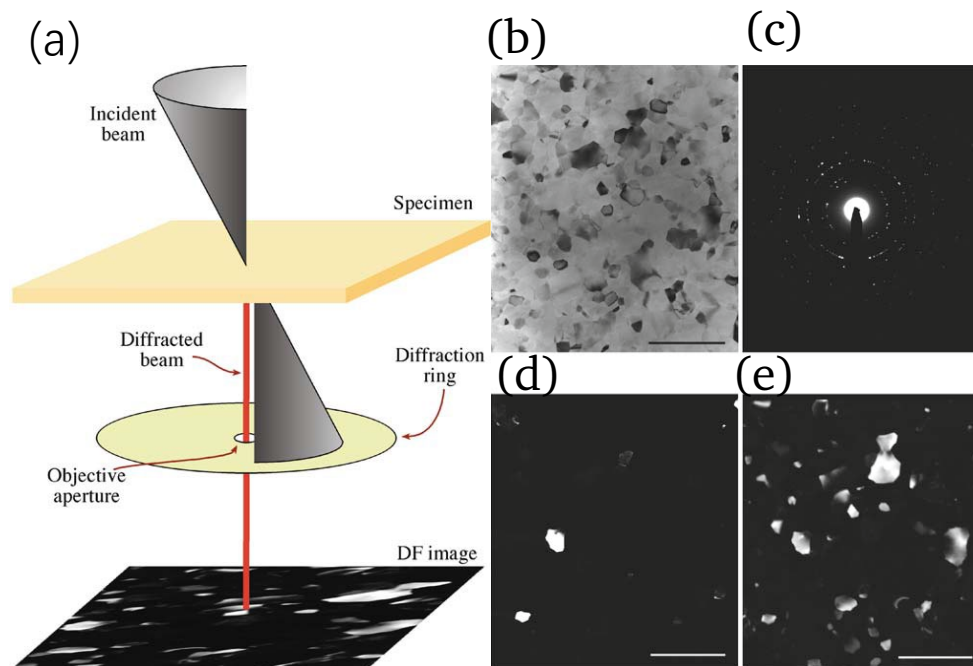 (a)
Incident
beam
Specimen
Diffracted
beam
Diffraction
ring
Objective
aperture
DF image
(b)
(c)
(d)
(e)